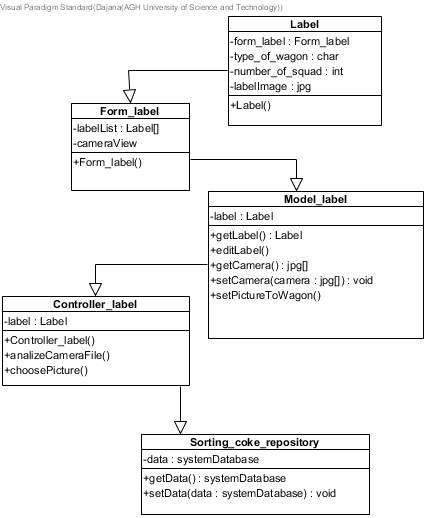 Visual Paradigm Standard(Dajana(AGH University of Science and Technology))
Label
-form_label : Form_label
-type_of_wagon : char
-number_of_squad : int
-labelImage : jpg
+Label()
Form_label
-labelList : Label[]
-cameraView
+Form_label()
Model_label
-label : Label
+getLabel() : Label
+editLabel()
+getCamera() : jpg[]
+setCamera(camera : jpg[]) : void
+setPictureToWagon()
Controller_label
-label : Label
+Controller_label()
+analizeCameraFile()
+choosePicture()
Sorting_coke_repository
-data : systemDatabase
+getData() : systemDatabase
+setData(data : systemDatabase) : void